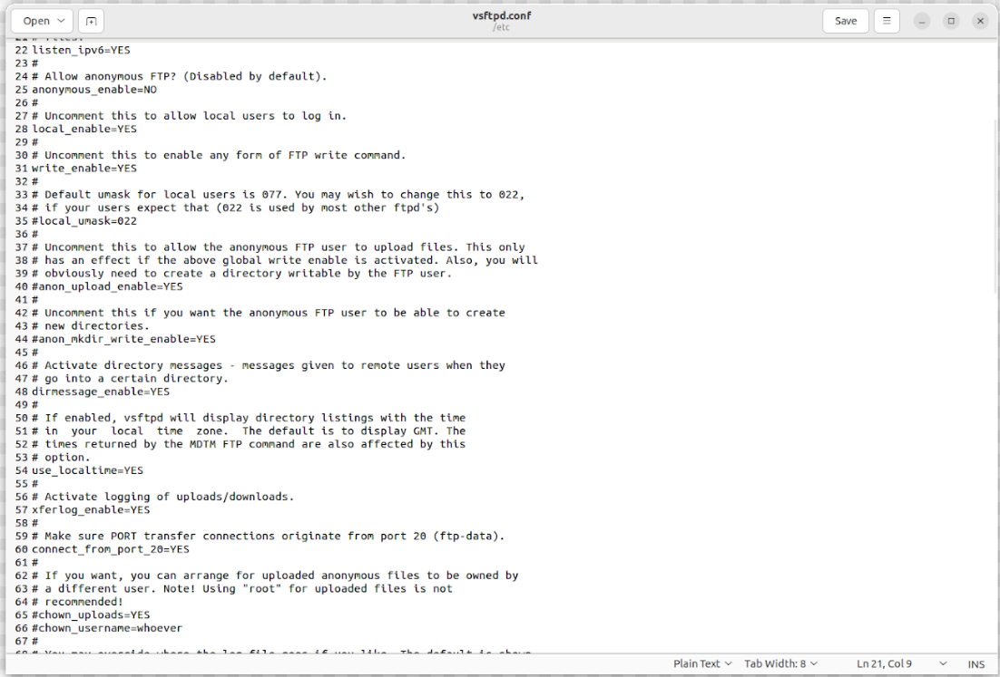 Open
vsftpd.conf
/etc
Save
22 listen_ipv6=YES
23 #
24 # Allow anonymous FTP? (Disabled by default).
25 anonymous_enable=NO
26 #
27 # Uncomment this to allow local users to log in.
28 local_enable=YES
29 #
30 # Uncomment this to enable any form of FTP write command.
31 write_enable=YES
32 #
33 # Default umask for local users is 077. You may wish to change this to 022,
34 # if your users expect that (022 is used by most other ftpd's)
35 #local_umask=022
36 #
37 # Uncomment this to allow the anonymous FTP user to upload files. This only
38 # has an effect if the above global write enable is activated. Also, you will
39 # obviously need to create a directory writable by the FTP user.
40 #anon_upload_enable=YES
41 #
42 # Uncomment this if you want the anonymous FTP user to be able to create
43 # new directories.
44 #anon_mkdir_write_enable=YES
45 #
46 # Activate directory messages - messages given to remote users when they
47 # go into a certain directory.
48 dirmessage_enable=YES
49 #
50 # If enabled, vsftpd will display directory listings with the time
51 # in  your  local  time  zone.  The default is to display GMT. The
52 # times returned by the MDTM FTP command are also affected by this
53 # option.
54 use_localtime=YES
55 #
56 # Activate logging of uploads/downloads.
57 xferlog_enable=YES
58 #
59 # Make sure PORT transfer connections originate from port 20 (ftp-data).
60 connect_from_port_20=YES
61 #
62 # If you want, you can arrange for uploaded anonymous files to be owned by
63 # a different user. Note! Using "root" for uploaded files is not
64 # recommended!
65 #chown_uploads=YES
66 #chown_username=whoever
67 #
Plain Text
Tab Width: 8
Ln 21, Col 9
INS